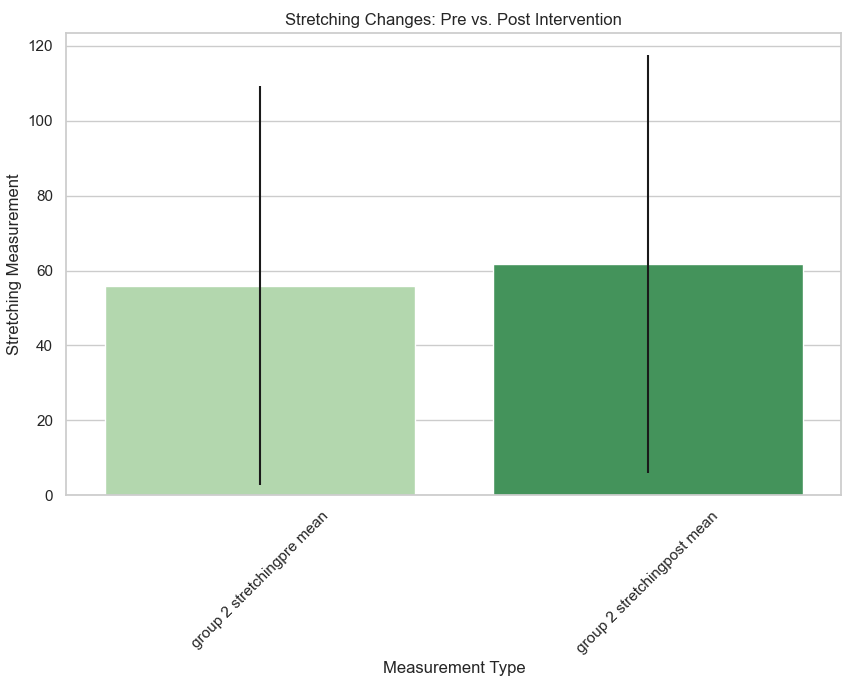 Stretching Changes: Pre vs. Post Intervention
Stretching Measurement
120
100
80
60
40
20
0
group 2 stretchingpre mean
group 2 stretchingpost mean
Measurement Type